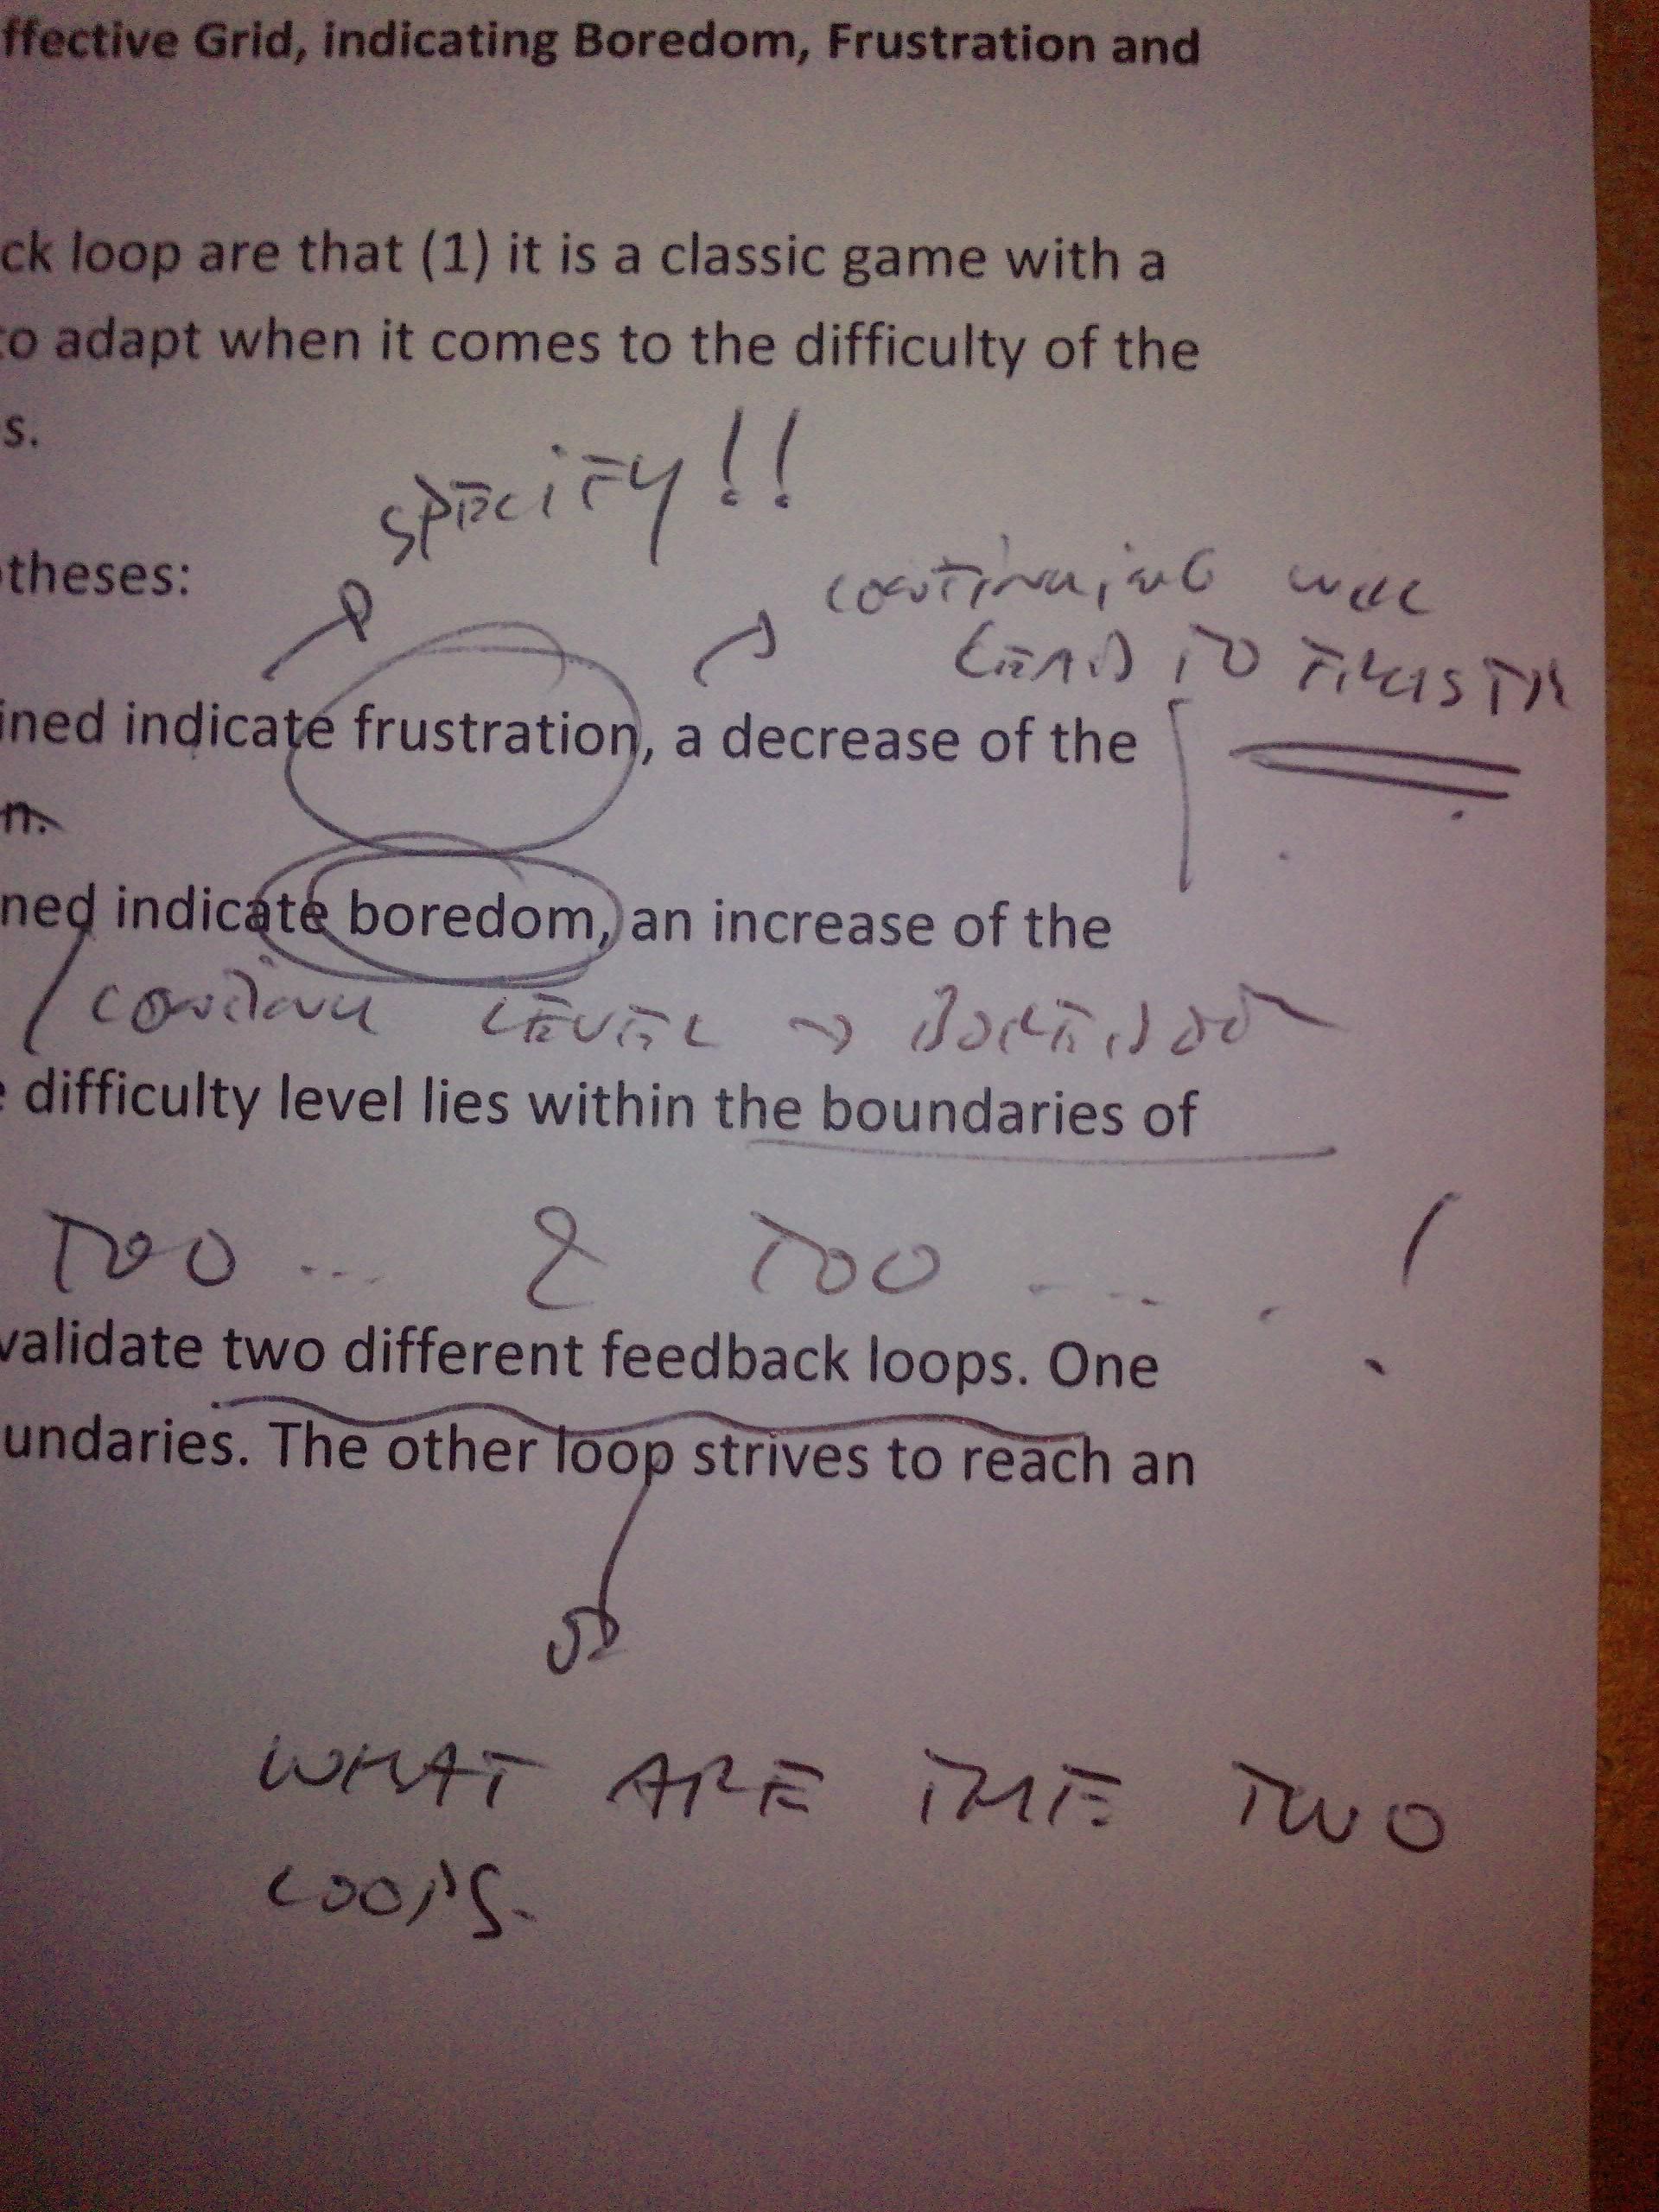 ffective Grid, indicating Boredom, Frustration and
ck loop are that (1) it is a classic game with a
to adapt when it comes to the difficulty of the
s.
SPECIFY!!
theses:
CONTINUING WILL
LEAD TO FRUSTR
ined indicate frustration, a decrease of the
n.
ned indicate boredom, an increase of the
LEVEL →
difficulty level lies within the boundaries of
TOO ... & TOO ... !
validate two different feedback loops. One
undaries. The other loop strives to reach an
WHAT ARE THE TWO
LOOPS.